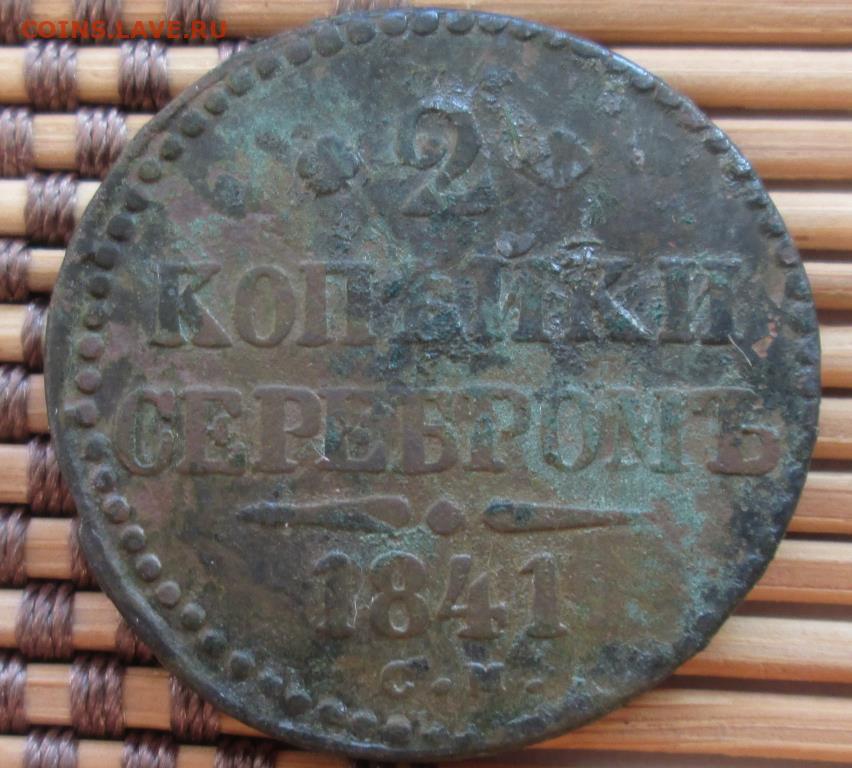 COINS.LAVE.RU
2
КОПѢЙКИ
СЕРЕБРОМЪ
1841
С.М.